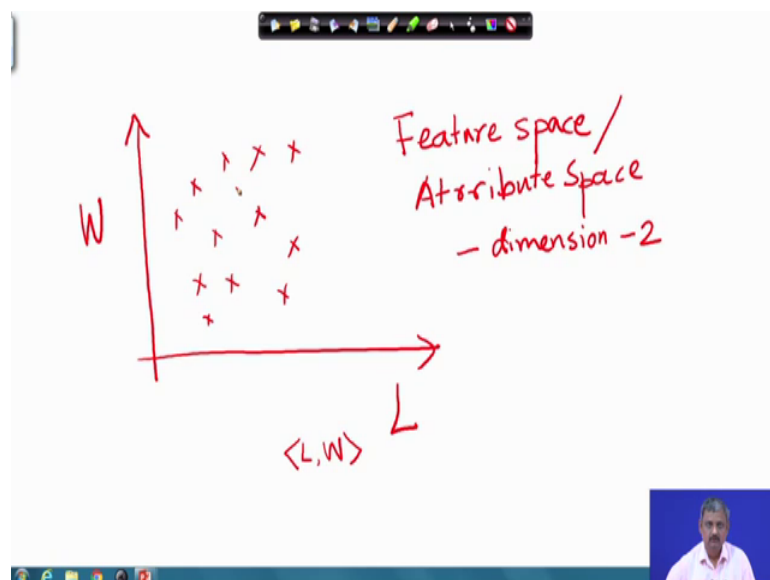 Feature space /
Attribute Space
- dimension - 2
W
L
<L, W>